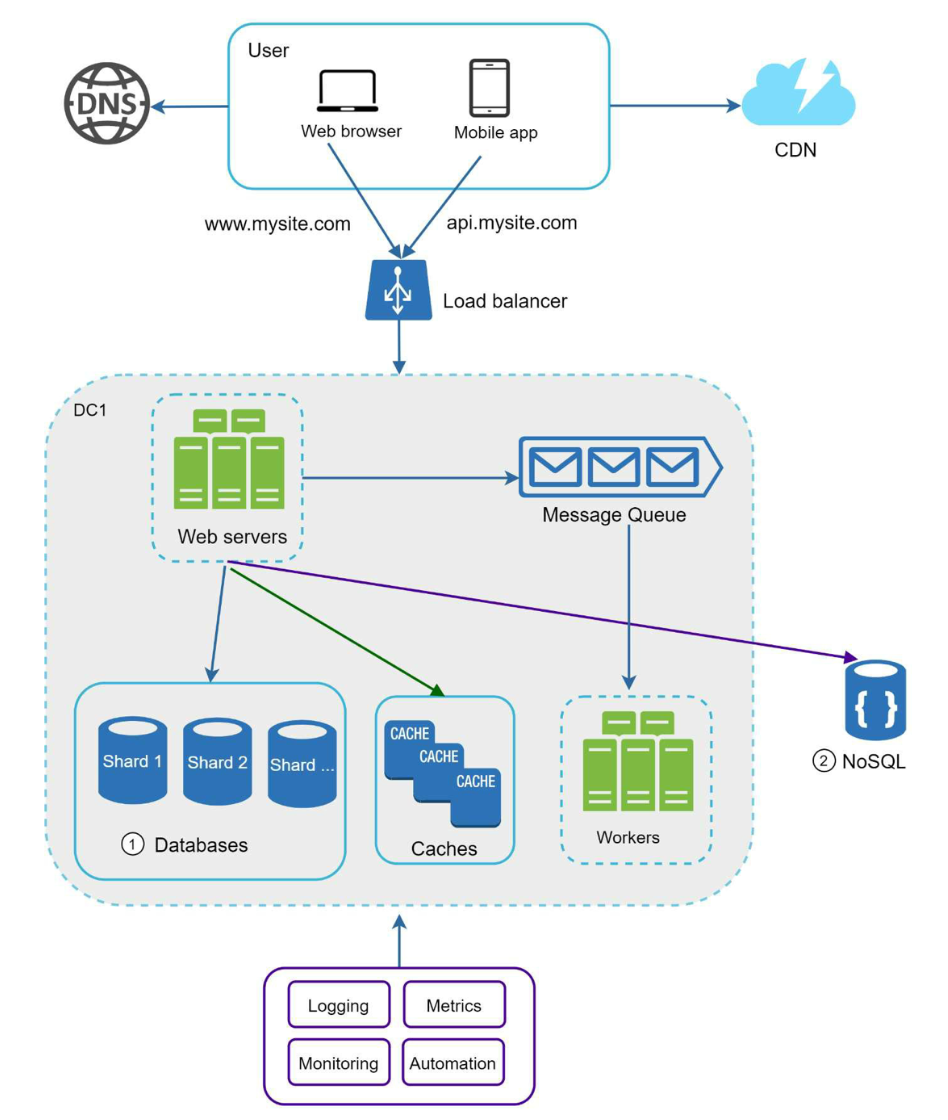 User
DNS
Web browser
Mobile app
CDN
www.mysite.com
api.mysite.com
Load balancer
DC1
Web servers
Message Queue
Shard 1
Shard 2
Shard ...
① Databases
CACHE
CACHE
CACHE
Caches
Workers
{ }
② NoSQL
Logging
Metrics
Monitoring
Automation